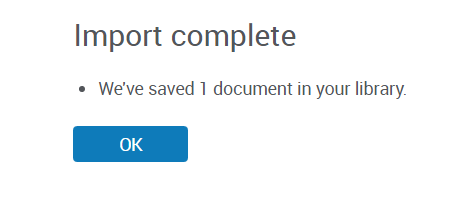 Import complete
• We've saved 1 document in your library.
OK